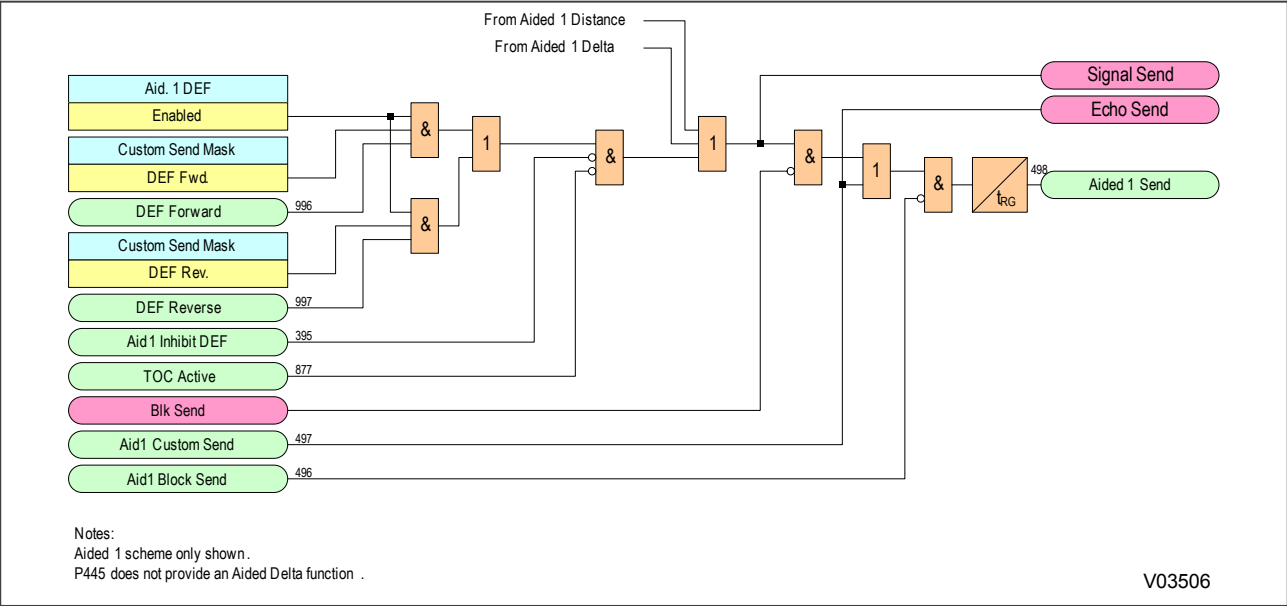 From Aided 1 Distance
From Aided 1 Delta
Aid. 1 DEF
Enabled
Custom Send Mask
DEF Fwd.
DEF Forward
996
Custom Send Mask
DEF Rev.
DEF Reverse
997
Aid1 Inhibit DEF
395
TOC Active
877
Blk Send
Aid1 Custom Send
497
Aid1 Block Send
496
&
&
1
&
1
&
1
&
tRG
Signal Send
Echo Send
498
Aided 1 Send
Notes:
Aided 1 scheme only shown.
P445 does not provide an Aided Delta function .
V03506